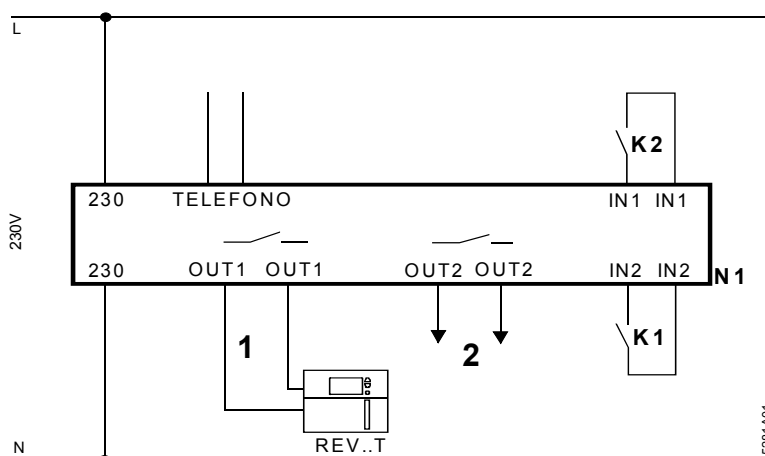 L
K2
230 TELEFONO IN1 IN1
230V
230 OUT1 OUT1 OUT2 OUT2 IN2 IN2
N1
1
2
K1
REV..T
N